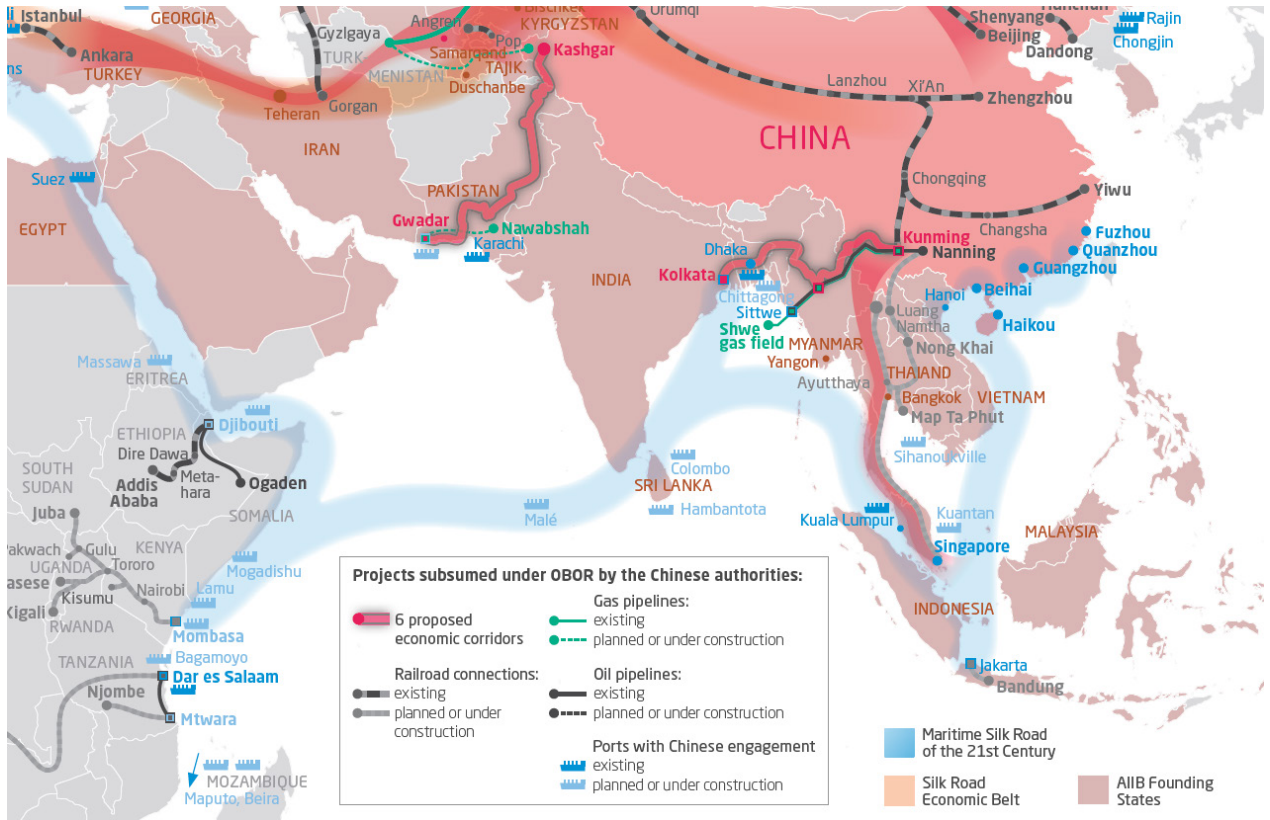 GEORGIA
Istanbul
Ankara
TURKEY
Gyzlgaya
TURK
MENISTAN
Angren
Pop
Bischkek
KYRGYZSTAN
Samarqand
TAJIK.
Duschanbe
Kashgar
Urumqi
Shenyang
Beijing
Dandong
Rajin
Chongjin
Teheran
Gorgan
Lanzhou
Xi'An
Zhengzhou
CHINA
IRAN
Suez
EGYPT
PAKISTAN
Gwadar
Nawabshah
Karachi
Chongqing
Yiwu
Changsha
Fuzhou
Quanzhou
Guangzhou
Kunming
Nanning
Dhaka
Kolkata
INDIA
Chittagong
Sittwe
Shwe
gas field
Hanoi
Beihai
Haikou
Luang
Namtha
Nong Khai
MYANMAR
Yangon
THAIAND
Ayutthaya
Bangkok
VIETNAM
Map Ta Phut
Sihanoukville
Massawa
ERITREA
Djibouti
ETHIOPIA
Dire Dawa
Addis
Ababa
Meta-
hara
Ogaden
SOUTH
SUDAN
SOMALIA
Juba
Colombo
SRI LANKA
Hambantota
Malé
Kuala Lumpur
Kuantan
Singapore
MALAYSIA
INDONESIA
Jakarta
Bandung
Pakwach
Gulu
KENYA
UGANDA
Tororo
Mogadishu
asese
Kisumu
Nairobi
Lamu
Kigali
RWANDA
Mombasa
Bagamoyo
TANZANIA
Dar es Salaam
Njombe
Mtwara
MOZAMBIQUE
Maputo, Beira
Projects subsumed under OBOR by the Chinese authorities:
6 proposed
economic corridors
Railroad connections:
existing
planned or under
construction
Gas pipelines:
existing
planned or under construction
Oil pipelines:
existing
planned or under construction
Ports with Chinese engagement
existing
planned or under construction
Maritime Silk Road
of the 21st Century
Silk Road
Economic Belt
AIIB Founding
States